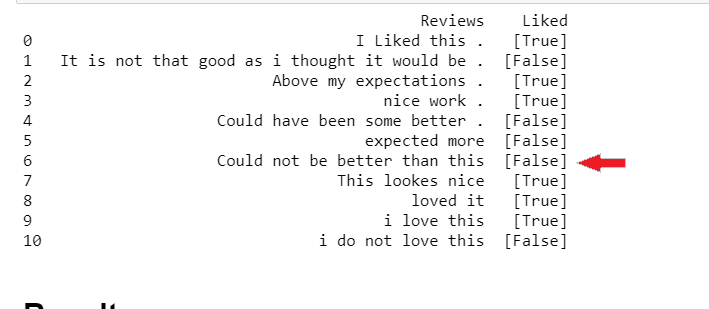 Reviews Liked
0 I Liked this . [True]
1 It is not that good as i thought it would be . [False]
2 Above my expectations . [True]
3 nice work . [True]
4 Could have been some better . [False]
5 expected more [False]
6 Could not be better than this [False]
7 This lookes nice [True]
8 loved it [True]
9 i love this [True]
10 i do not love this [False]